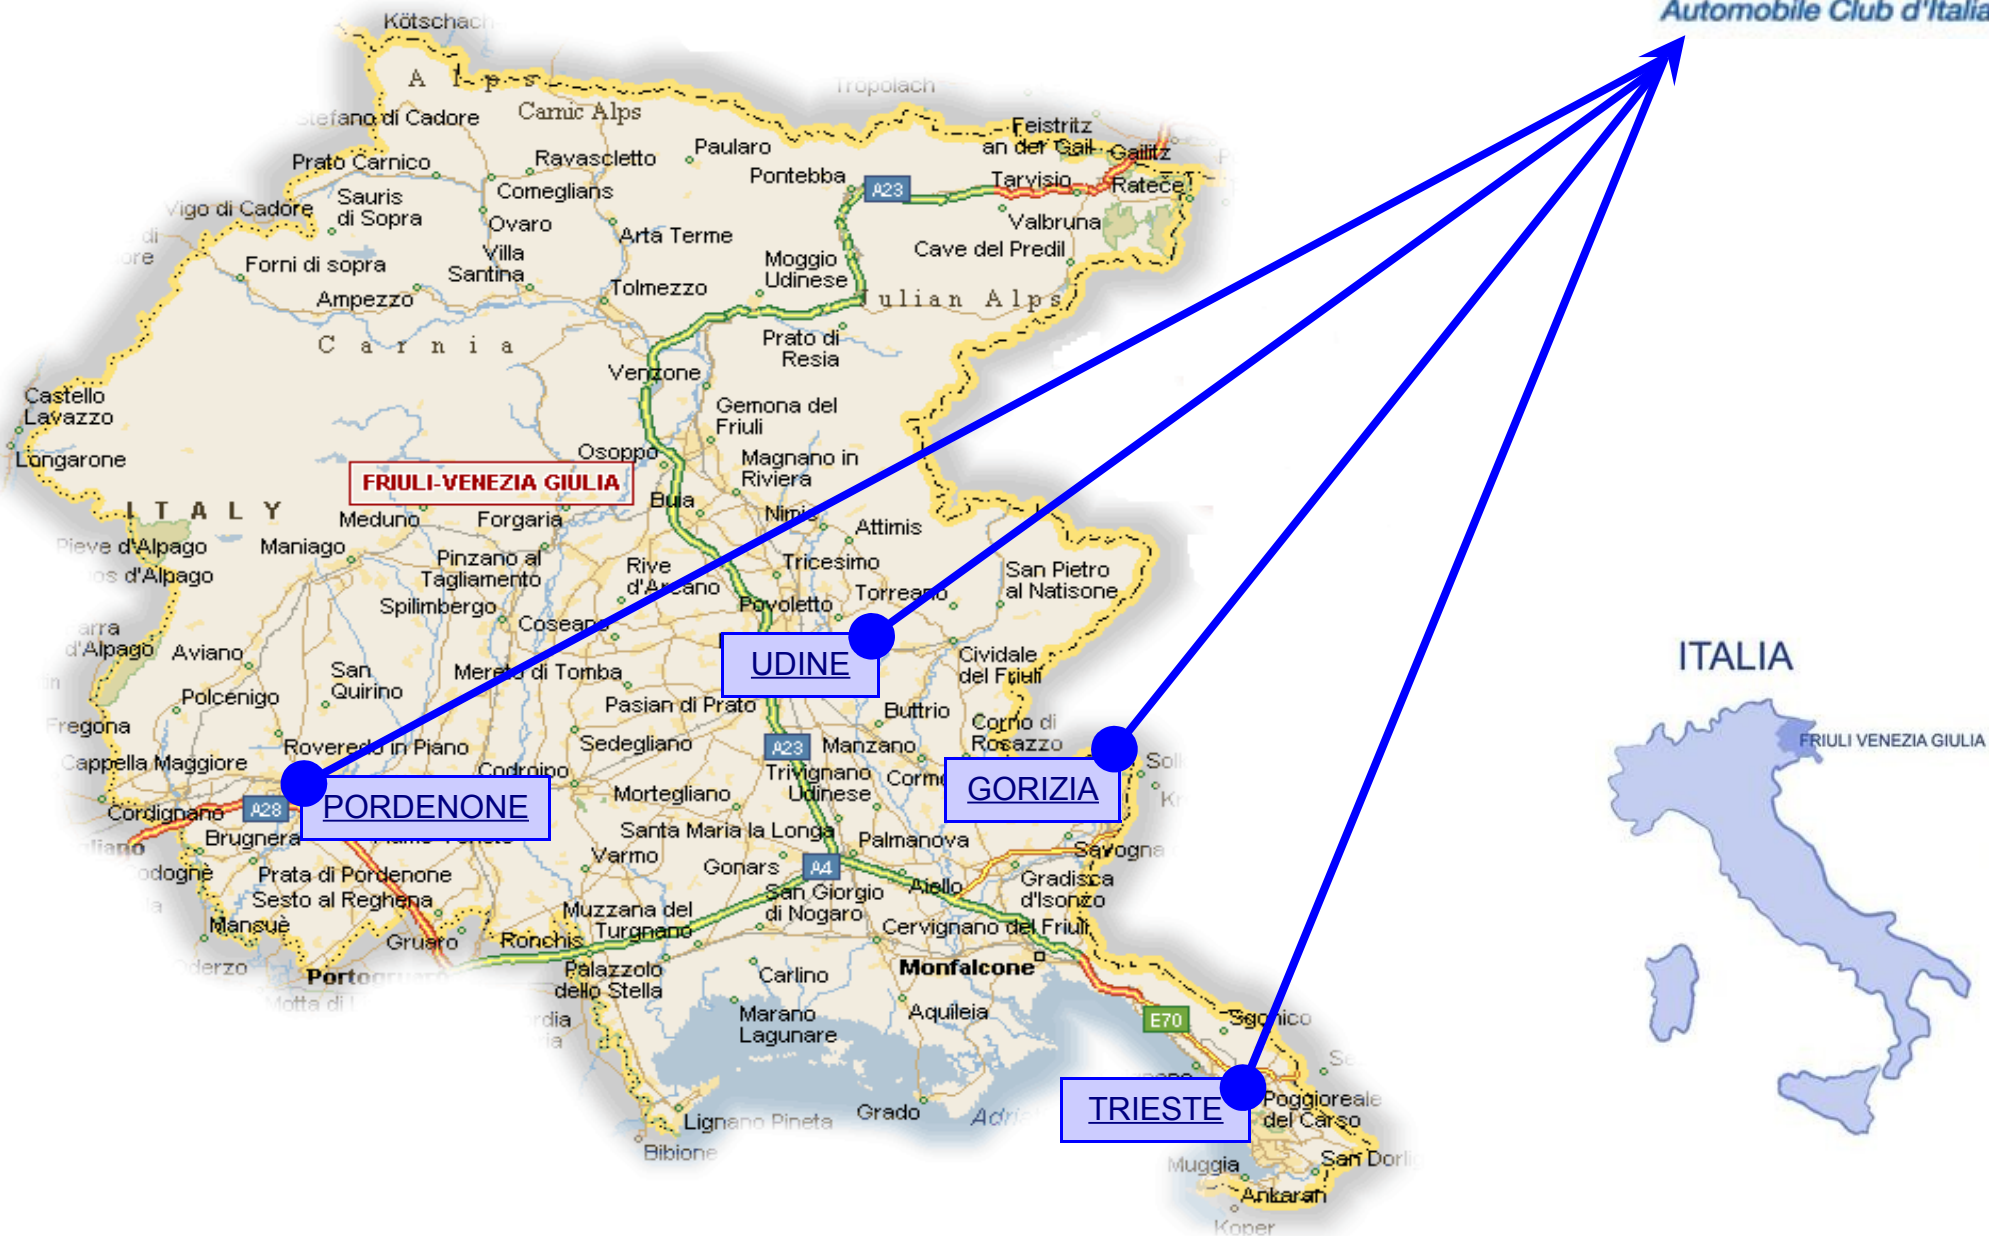 Automobile Club d'Italia
Kötschach
A l p s
Tropolach
Carnic Alps
Stefano di Cadore
Feistritz
an der Gail
Gailitz
Paularo
Ravascletto
Prato Carnico
Pontebba
A23
Tarvisio
Ratece
Comeglians
Sauris
di Sopra
Vigo di Cadore
Ovaro
Arta Terme
Valbruna
Cave del Predil
Villa
Santina
Moggio
Udinese
Forni di sopra
Ampezzo
Tolmezzo
Julian Alps
C a r n i a
Prato di
Resia
Venzone
Castello
Lavazzo
Gemona del
Friuli
Longarone
Osoppo
Magnano in
Riviera
FRIULI-VENEZIA GIULIA
Buia
I T A L Y
Meduno
Forgaria
Nimis
Attimis
Pieve d'Alpago
Maniago
Pinzano al
Tagliamento
Tricesimo
Rive
d'Arcano
San Pietro
al Natisone
d'Alpago
Spilimbergo
Povoletto
Torreano
Coseano
d'Alpago
Aviano
San
Quirino
Mereto di Tomba
UDINE
Cividale
del Friuli
ITALIA
Polcenigo
Pasian di Prato
Buttrio
Corno di
Rosazzo
Fregona
Roveredo in Piano
Sedegliano
A23
Manzano
FRIULI VENEZIA GIULIA
Cappella Maggiore
Codroipo
Trivignano
Udinese
GORIZIA
Cordignano
A28
PORDENONE
Mortegliano
Brugnera
Santa Maria la Longa
Palmanova
Savogna
Varmo
Gonars
A4
Prata di Pordenone
Sesto al Reghena
San Giorgio
di Nogaro
Aiello
Gradisca
d'Isonzo
Mansuè
Muzzana del
Turgnano
Cervignano del Friuli
Gruaro
Ronchis
Portogruaro
Palazzolo
dello Stella
Carlino
Monfalcone
Motta di
Marano
Lagunare
Aquileia
E70
Sgonico
TRIESTE
Poggioreale
del Carso
Lignano Pineta
Grado
Bibione
Muggia
Ankaran
Koper